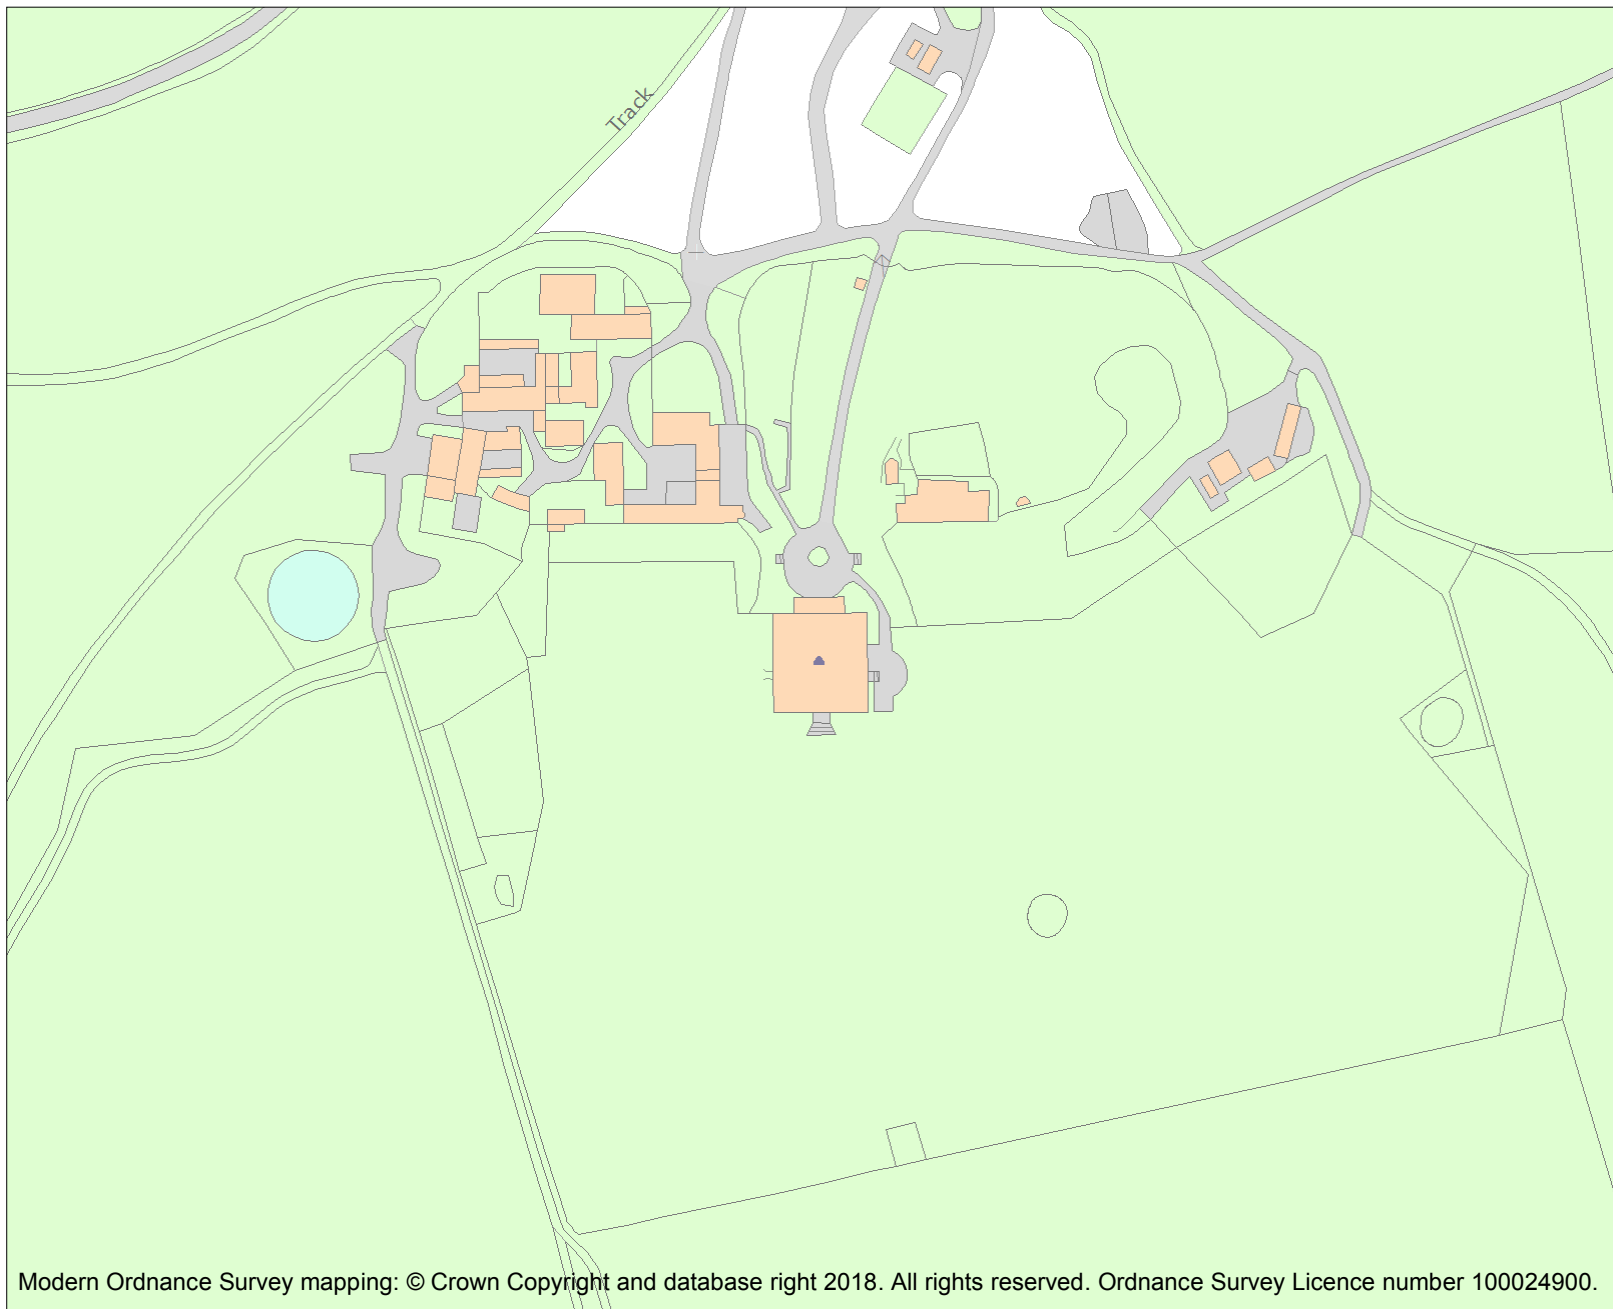 Track
Modern Ordnance Survey mapping: © Crown Copyright and database right 2018. All rights reserved. Ordnance Survey Licence number 100024900.